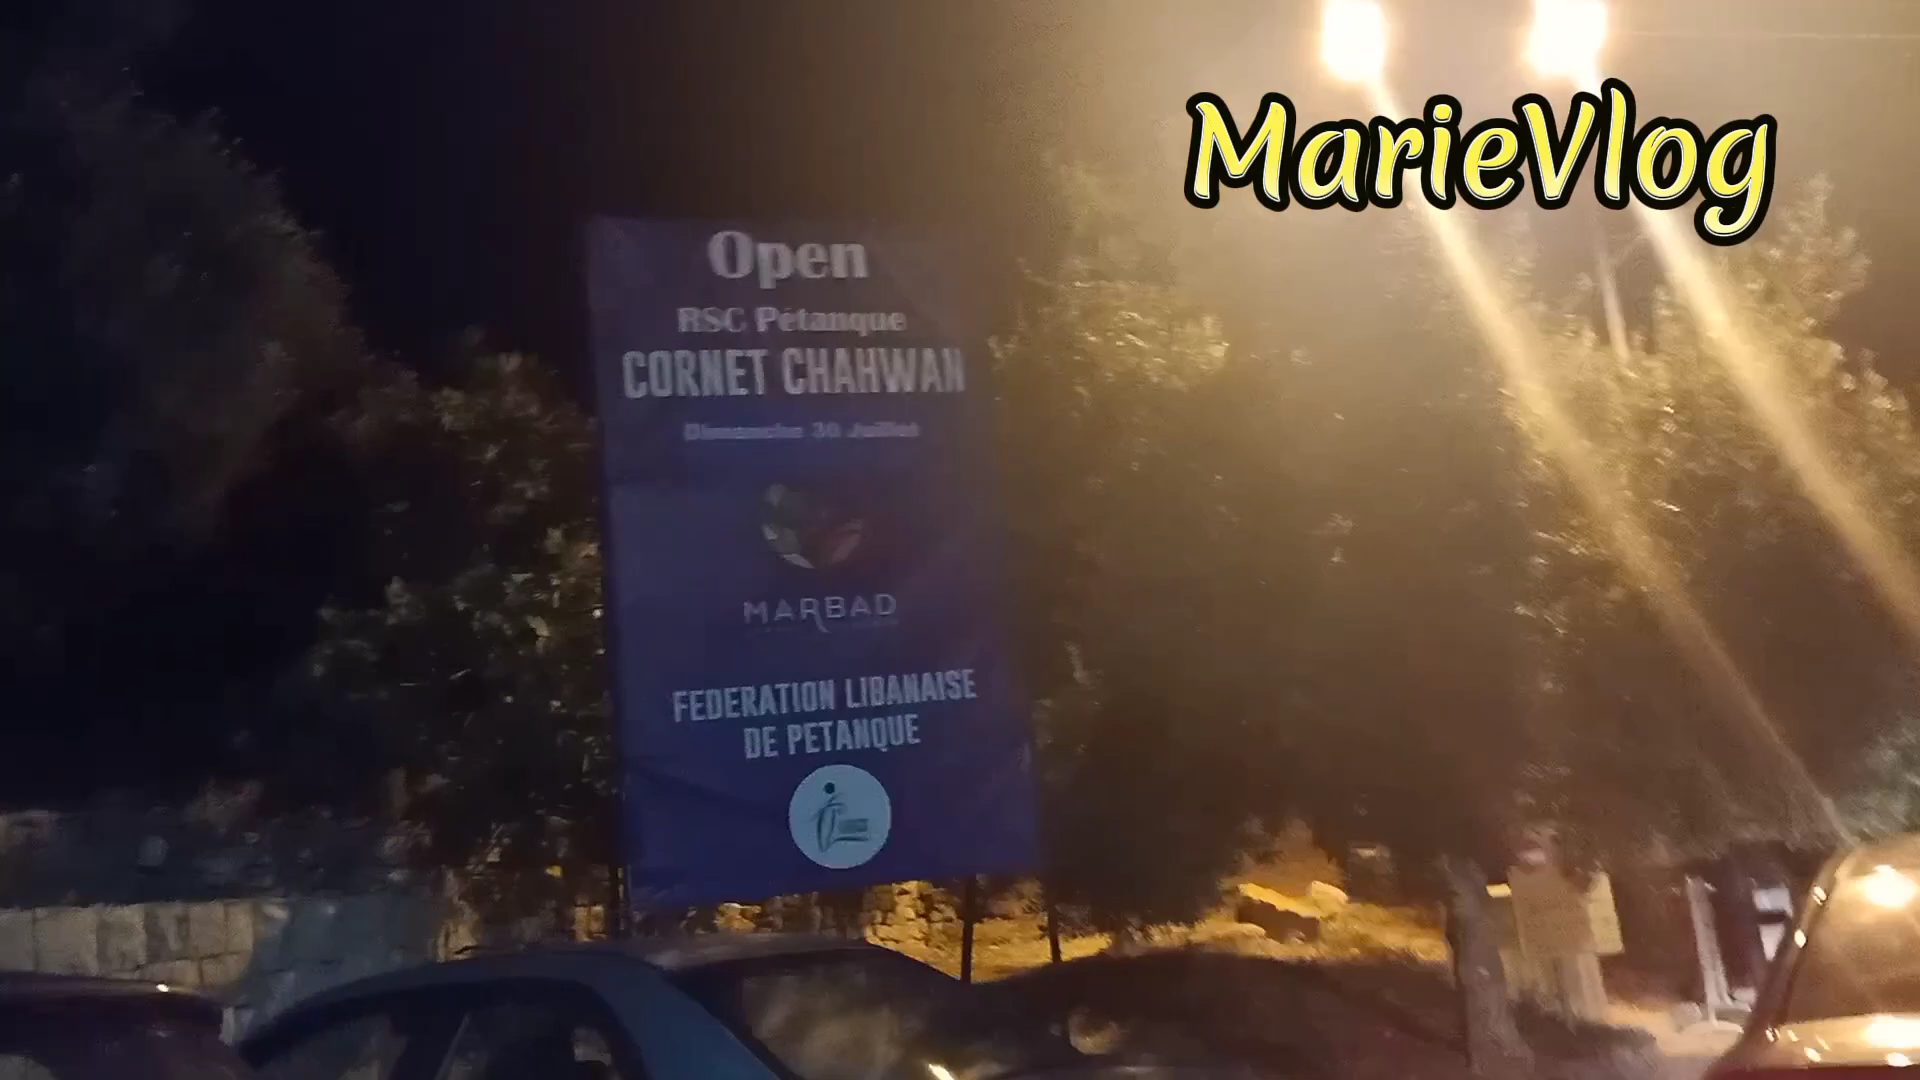 MarieVlog
Open
RSC Pétanque
CORNET CHAHWAN
Dimanche 30 Juillet
MARBAD
FEDERATION LIBANAISE
DE PETANQUE